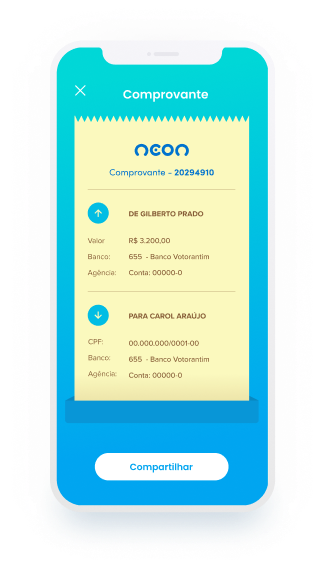 Comprovante
neon
Comprovante - 20294910
DE GILBERTO PRADO
Valor R$ 3.200,00
Banco: 655 - Banco Votorantim
Agência: Conta: 00000-0
PARA CAROL ARAÚJO
CPF: 00.000.000/0001-00
Banco: 655 - Banco Votorantim
Agência: Conta: 00000-0
Compartilhar